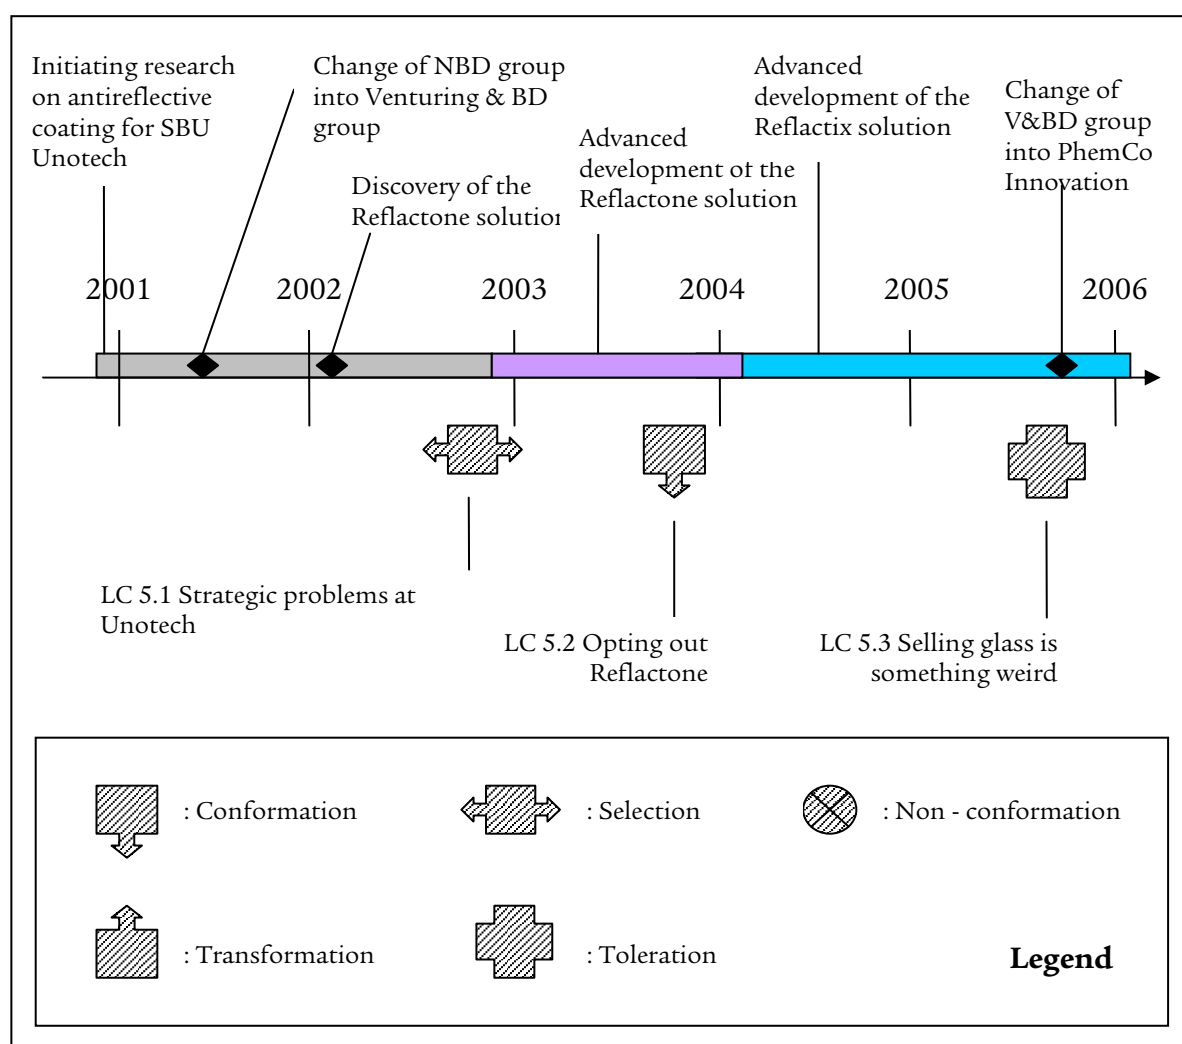 Initiating research
on antireflective
coating for SBU
Unotech
Change of NBD group
into Venturing & BD
group
Discovery of the
Reflactone solution
Advanced
development of the
Reflactone solution
Advanced
development of the
Reflactix solution
Change of
V&BD group
into PhemCo
Innovation
2001
2002
2003
2004
2005
2006
LC 5.1 Strategic problems at
Unotech
LC 5.2 Opting out
Reflactone
LC 5.3 Selling glass is
something weird
: Conformation
: Selection
: Non - conformation
: Transformation
: Toleration
Legend